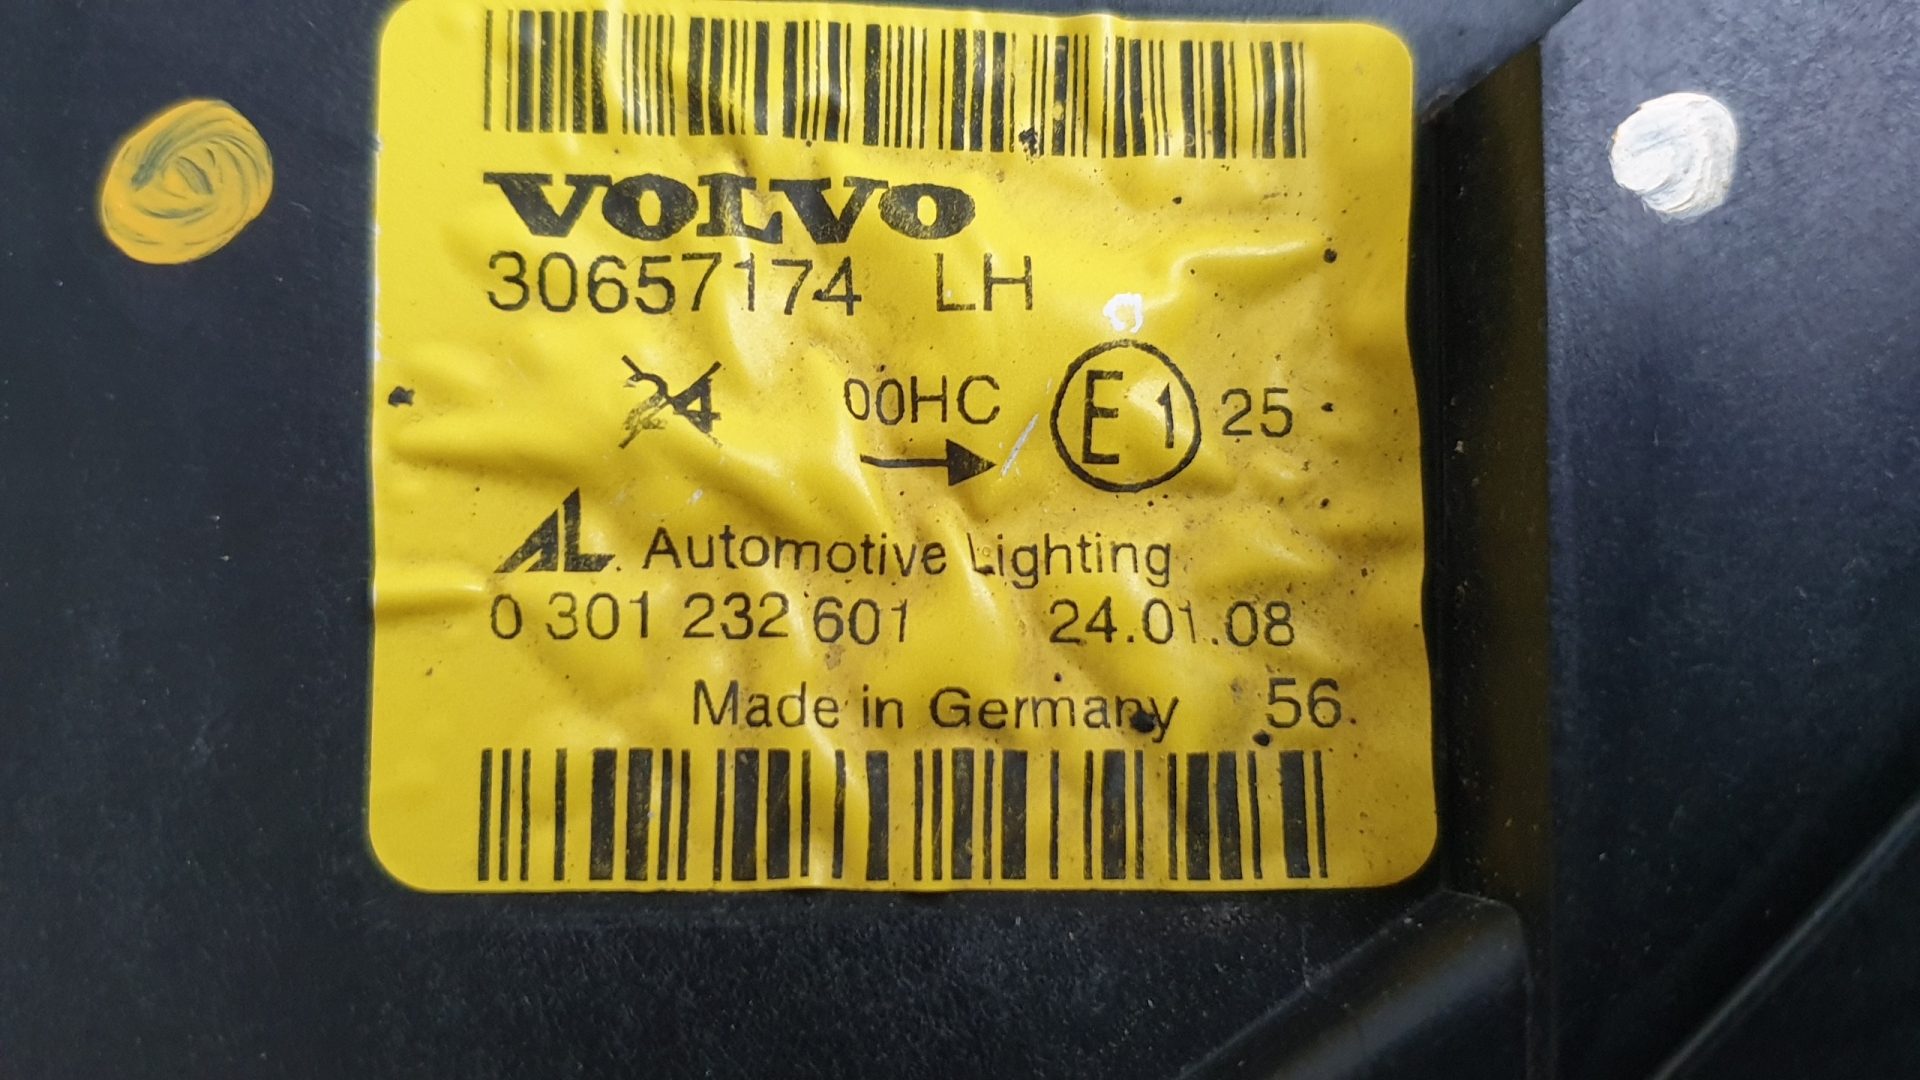 VOLVO
30657174 LH
24 00HC E1 25
AL Automotive Lighting
0 301 232 601 24.01.08
Made in Germany 56